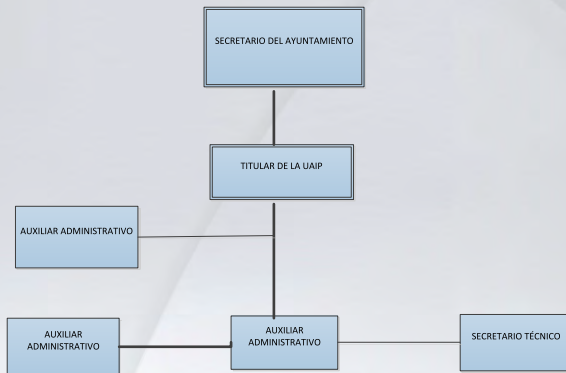 SECRETARIO DEL AYUNTAMIENTO
TITULAR DE LA UAIP
AUXILIAR ADMINISTRATIVO
AUXILIAR
ADMINISTRATIVO
AUXILIAR
ADMINISTRATIVO
SECRETARIO TÉCNICO